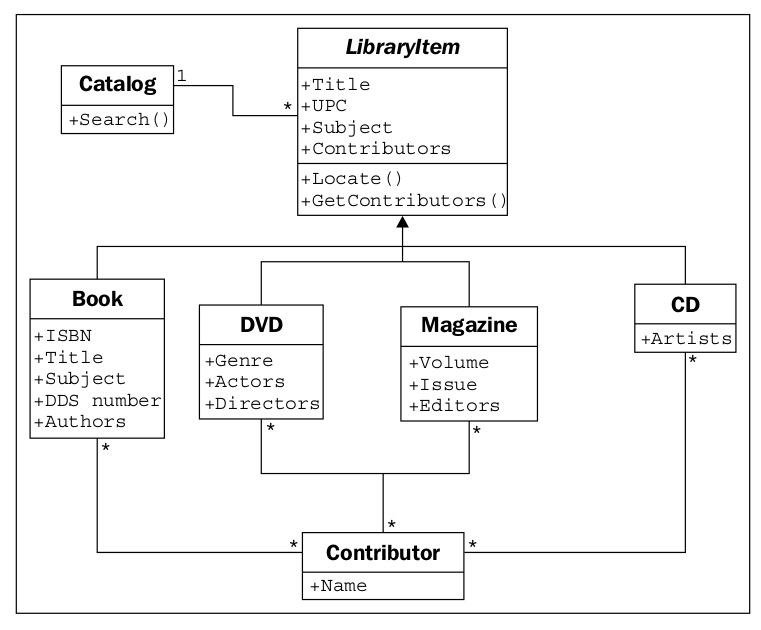 LibraryItem
+Title
+UPC
+Subject
+Contributors
+Locate()
+GetContributors()
Catalog
+Search()
1
*
Book
+ISBN
+Title
+Subject
+DDS number
+Authors
*
DVD
+Genre
+Actors
+Directors
*
Magazine
+Volume
+Issue
+Editors
*
CD
+Artists
*
*
*
*
Contributor
+Name